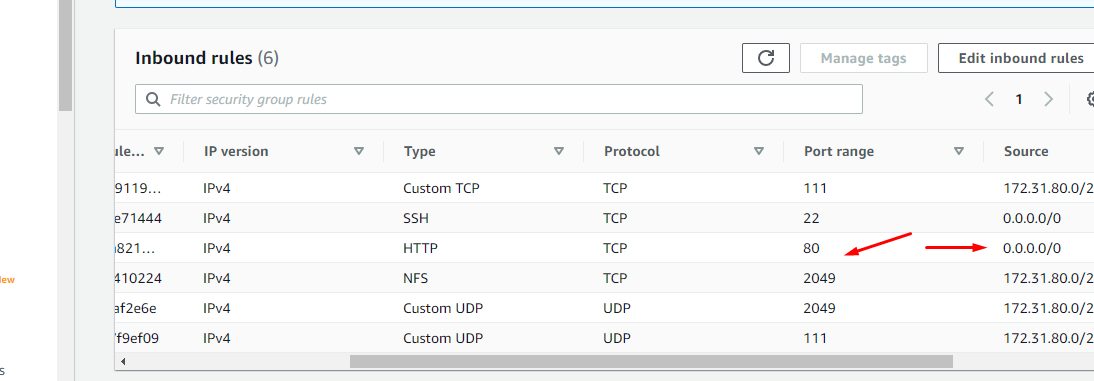 Inbound rules (6)
Manage tags
Edit inbound rules
Filter security group rules
1
ule... IP version Type Protocol Port range Source
9119... IPv4 Custom TCP TCP 111 172.31.80.0/2
e71444 IPv4 SSH TCP 22 0.0.0.0/0
a821... IPv4 HTTP TCP 80 0.0.0.0/0
410224 IPv4 NFS TCP 2049 172.31.80.0/2
af2e6e IPv4 Custom UDP UDP 2049 172.31.80.0/2
f9ef09 IPv4 Custom UDP UDP 111 172.31.80.0/2
New
s